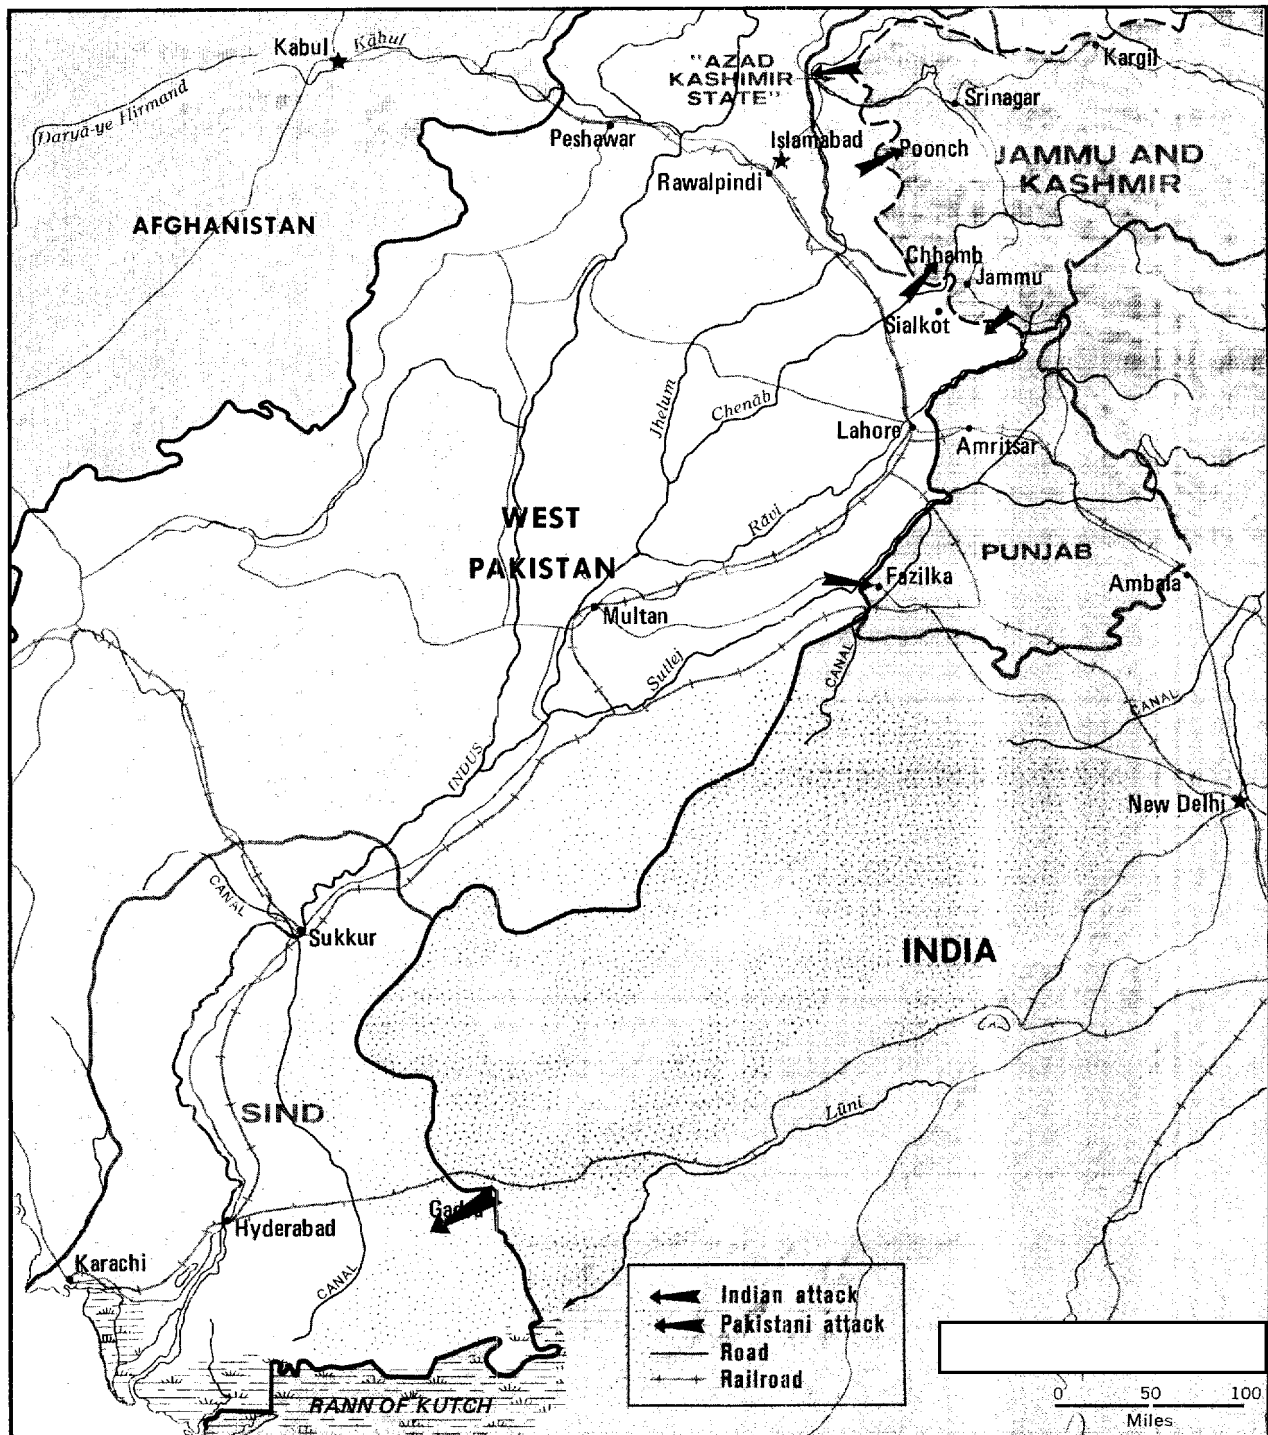 Kabul
Kābul
Daryā-ye Hirmand
"AZAD
KASHIMIR
STATE"
Kargil
Srinagar
Peshawar
Islamabad
Poonch
Rawalpindi
JAMMU AND
KASHMIR
AFGHANISTAN
Chhamb
Jammu
Sialkot
Jhelum
Chenāb
Lahore
Amritsar
WEST
PAKISTAN
Rāvi
PUNJAB
Fazilka
Ambala
Multan
Sutlej
CANAL
CANAL
INDUS
New Delhi
CANAL
Sukkur
INDIA
SIND
Lūni
Hyderabad
Karachi
CANAL
Indian attack
Pakistani attack
Road
Railroad
RANN OF KUTCH
0 50 100
Miles